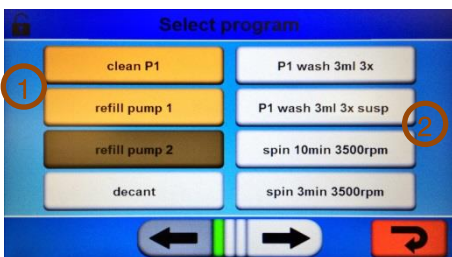 Select program
clean P1
P1 wash 3ml 3x
1
refill pump 1
P1 wash 3ml 3x susp
2
refill pump 2
spin 10min 3500rpm
decant
spin 3min 3500rpm